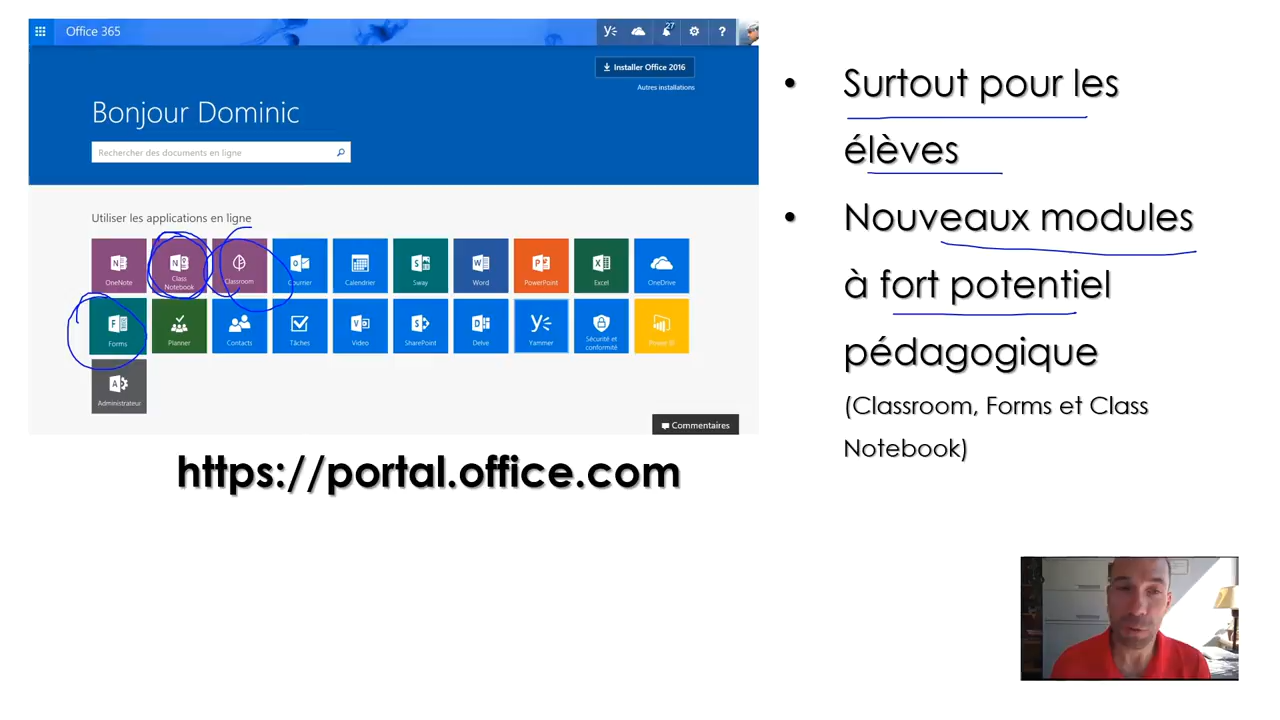 Office 365
27
?
Installer Office 2016
Autres installations
Bonjour Dominic
Rechercher des documents en ligne
Utiliser les applications en ligne
OneNote
Class
Notebook
Classroom
Courrier
Calendrier
Sway
Word
PowerPoint
Excel
OneDrive
Forms
Planner
Contacts
Tâches
Video
SharePoint
Delve
Yammer
Sécurité et
conformité
Power BI
Administrateur
Commentaires
https://portal.office.com
• Surtout pour les
élèves
• Nouveaux modules
à fort potentiel
pédagogique
(Classroom, Forms et Class
Notebook)